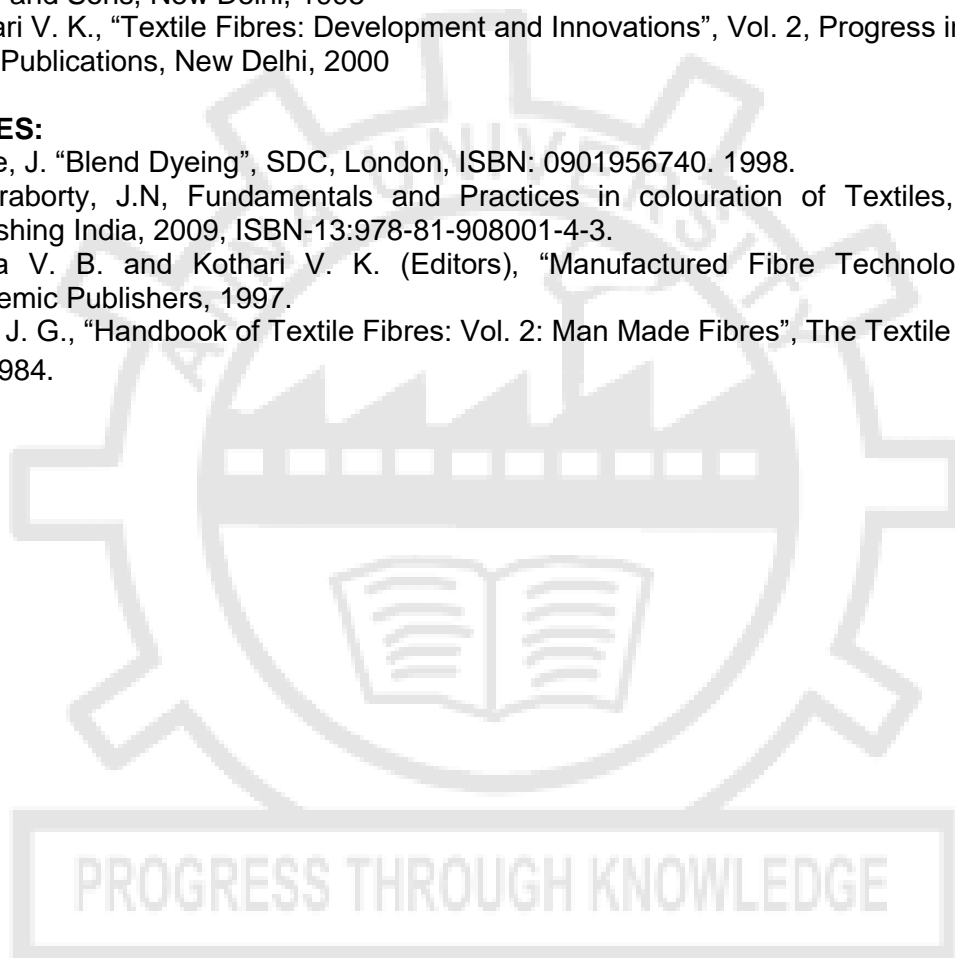 and Sons, New Delhi,
ari V. K., “Textile Fibres: Development and Innovations”, Vol. 2, Progress in
Publications, New Delhi, 2000
ES:
e, J. “Blend Dyeing”, SDC, London, ISBN: 0901956740. 1998.
raborty, J.N, Fundamentals and Practices in colouration of Textiles,
shing India, 2009, ISBN-13:978-81-908001-4-3.
a V. B. and Kothari V. K. (Editors), “Manufactured Fibre Technolo
emic Publishers, 1997.
J. G., “Handbook of Textile Fibres: Vol. 2: Man Made Fibres”, The Textile
984.
UNIVERSITY
PROGRESS THROUGH KNOWLEDGE